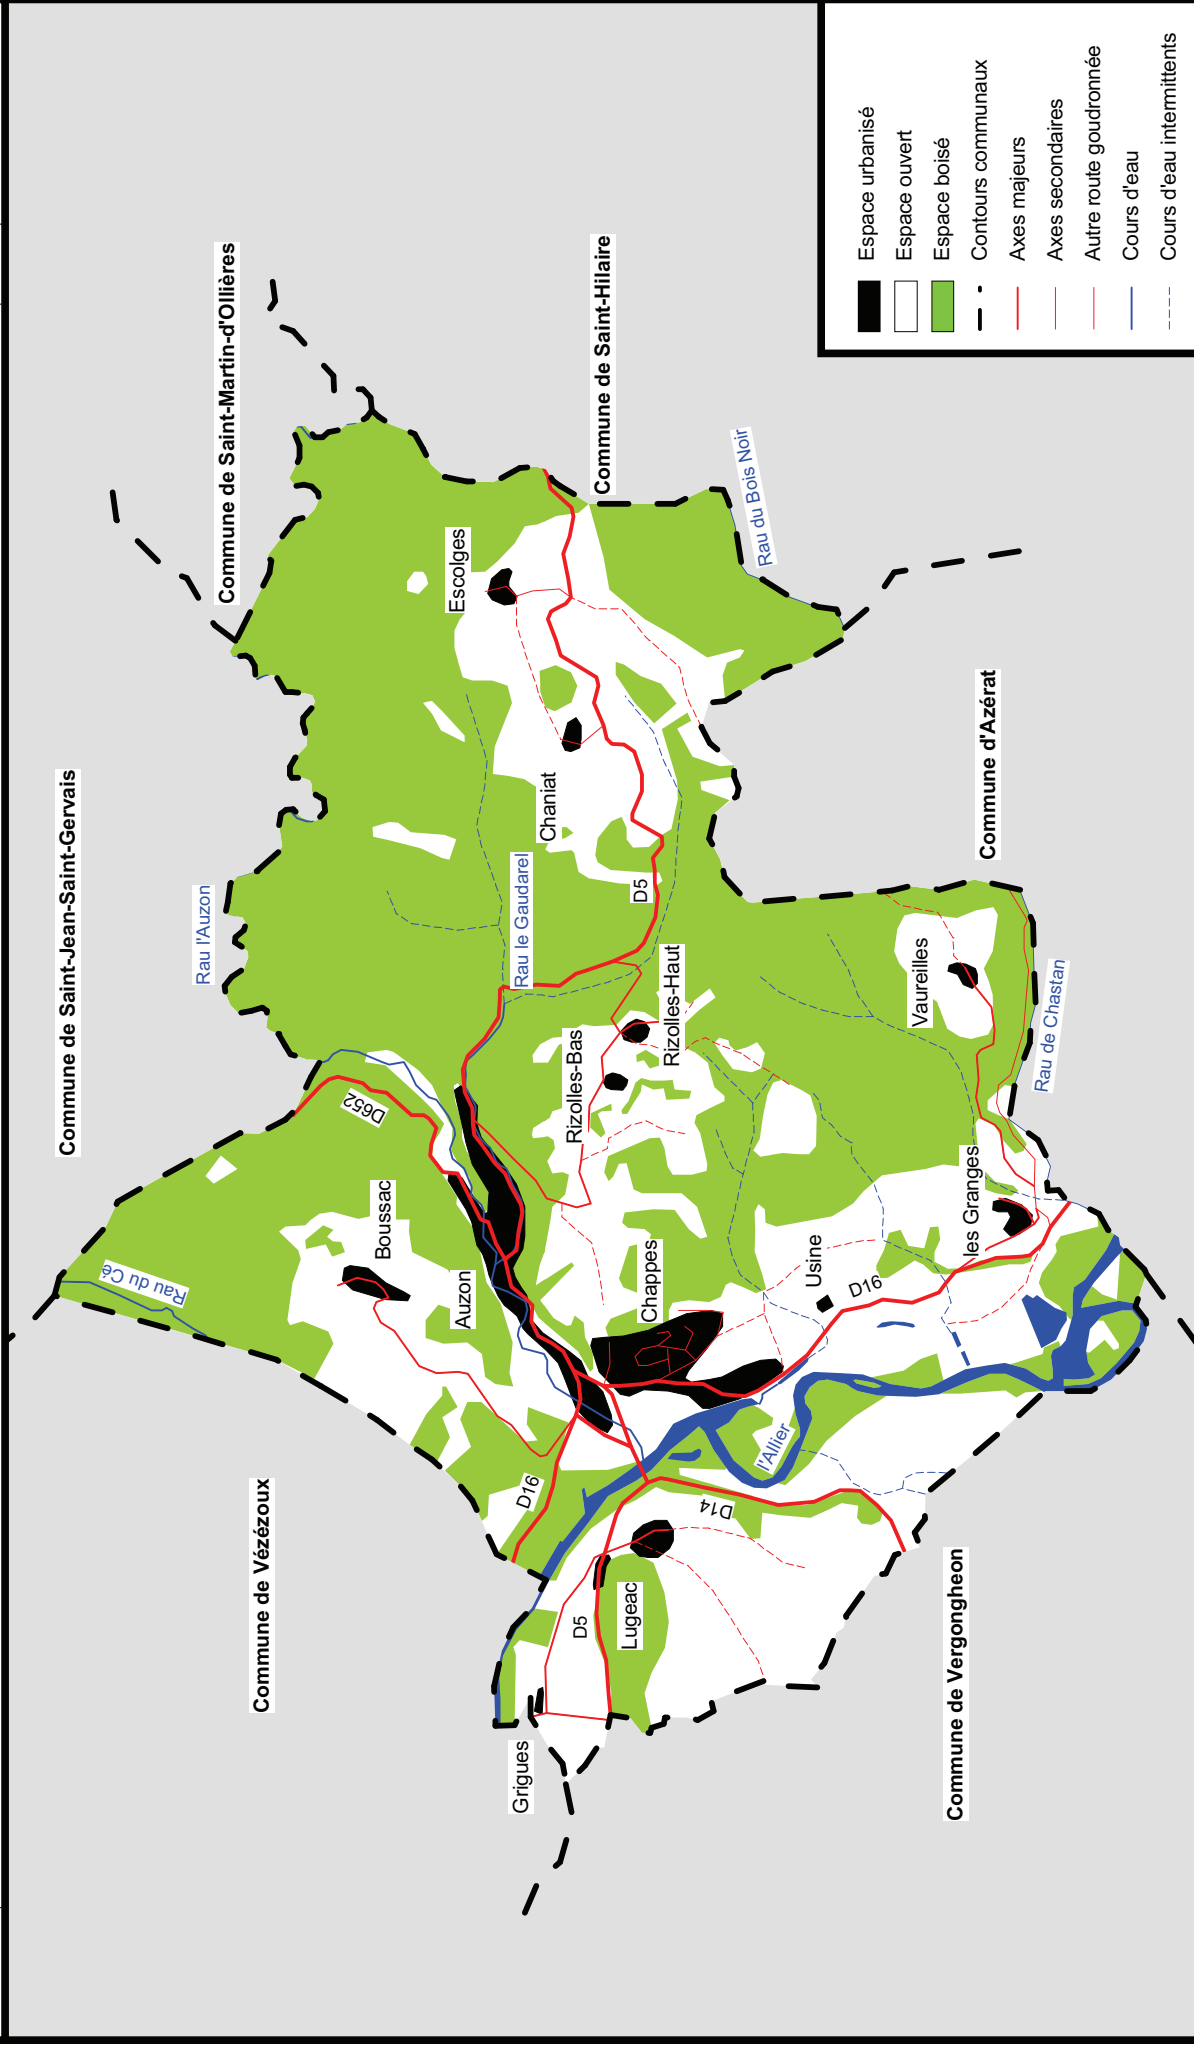 Commune de Saint-Jean-Saint-Gervais
Commune de Saint-Martin-d'Ollières
Rau l'Auzon
Rau du Cé
D652
Boussac
Auzon
Escolges
Commune de Saint-Hilaire
Rau du Bois Noir
Chaniat
Rau le Gaudarel
D5
Rizolles-Bas
Rizolles-Haut
Chappes
Usine
D16
Vaureilles
les Granges
Commune d'Azérat
Rau de Chastan
Commune de Vézézoux
D16
l'Allier
D14
Lugeac
D5
Grigues
Commune de Vergongheon
Espace urbanisé
Espace ouvert
Espace boisé
Contours communaux
Axes majeurs
Axes secondaires
Autre route goudronnée
Cours d'eau
Cours d'eau intermittents